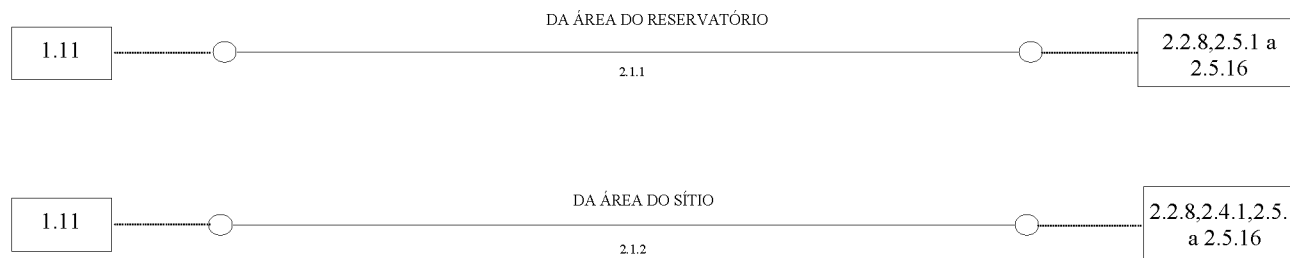 DA ÁREA DO RESERVATÓRIO
1.11
2.2.8,2.5.1 a
2.5.16
2.1.1
DA ÁREA DO SÍTIO
1.11
2.2.8,2.4.1,2.5.
a 2.5.16
2.1.2